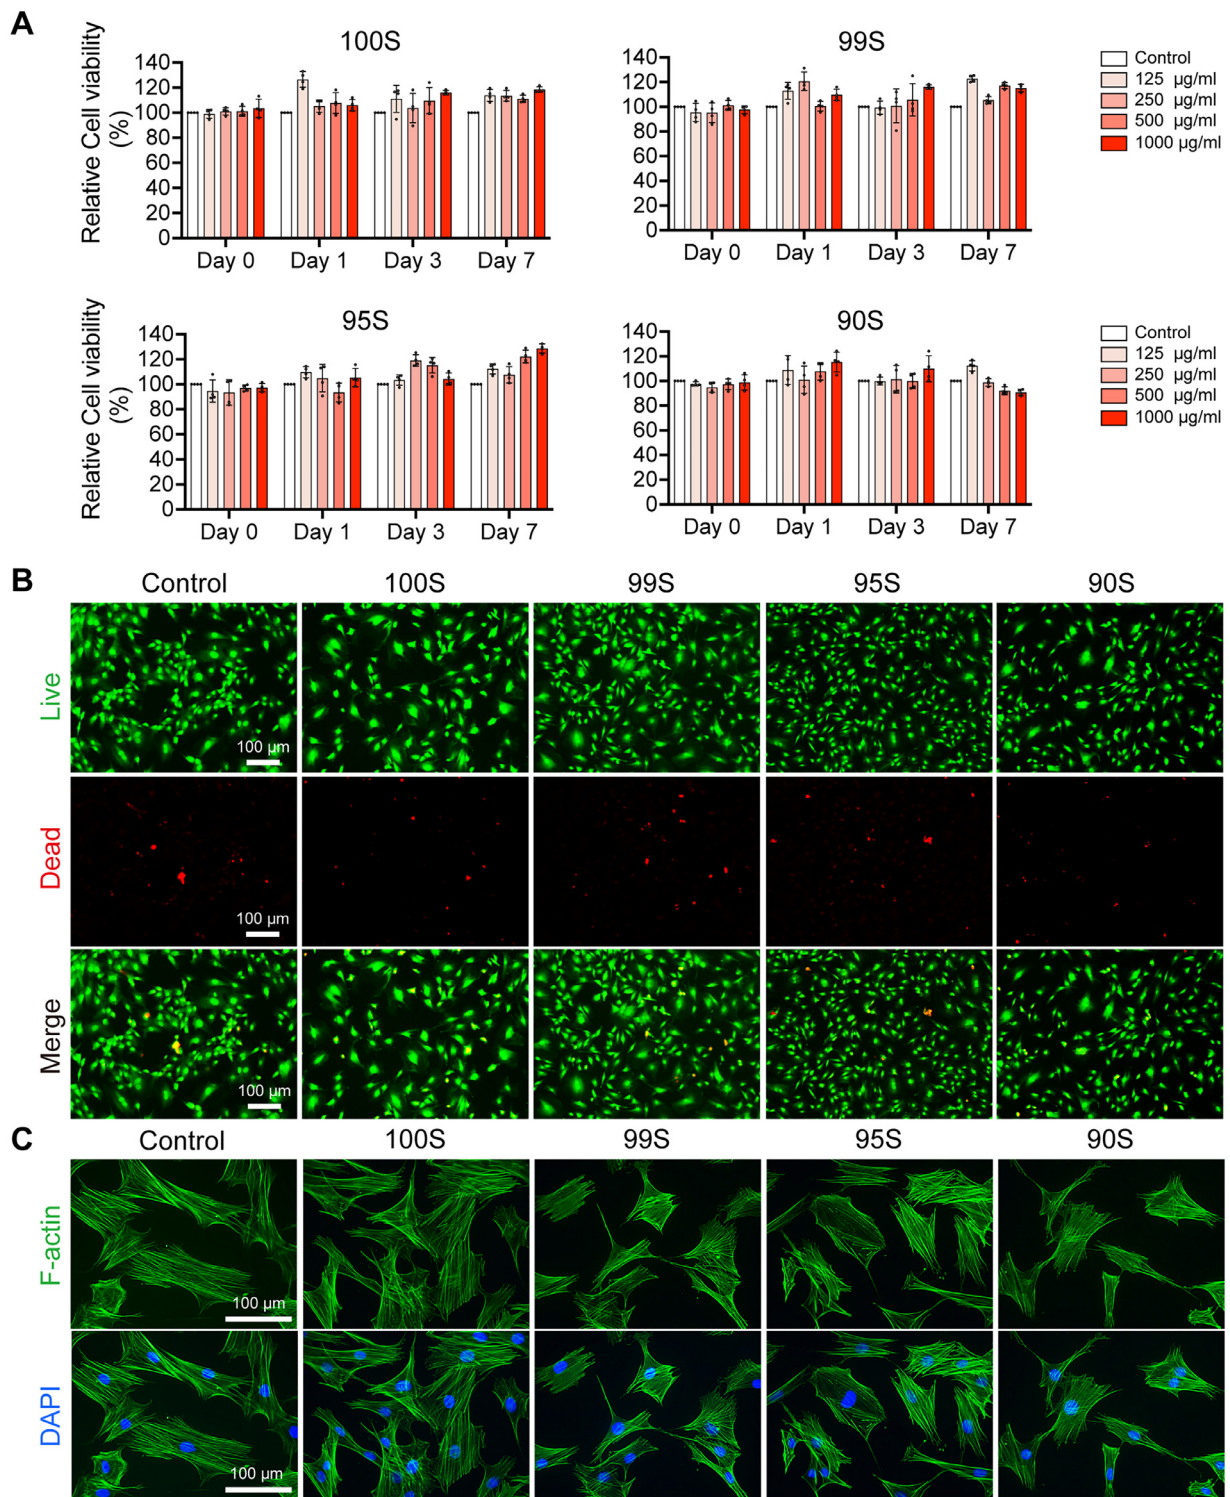 A
100S
99S
Relative Cell viability
(%)
140
120
100
80
60
40
20
0
Day 0 Day 1 Day 3 Day 7
140
120
100
80
60
40
20
0
Day 0 Day 1 Day 3 Day 7
Control
125 µg/ml
250 µg/ml
500 µg/ml
1000 µg/ml
95S
90S
Relative Cell viability
(%)
140
120
100
80
60
40
20
0
Day 0 Day 1 Day 3 Day 7
140
120
100
80
60
40
20
0
Day 0 Day 1 Day 3 Day 7
Control
125 µg/ml
250 µg/ml
500 µg/ml
1000 µg/ml
B
Control 100S 99S 95S 90S
Live
100 µm
Dead
100 µm
Merge
100 µm
C
Control 100S 99S 95S 90S
F-actin
100 µm
DAPI
100 µm